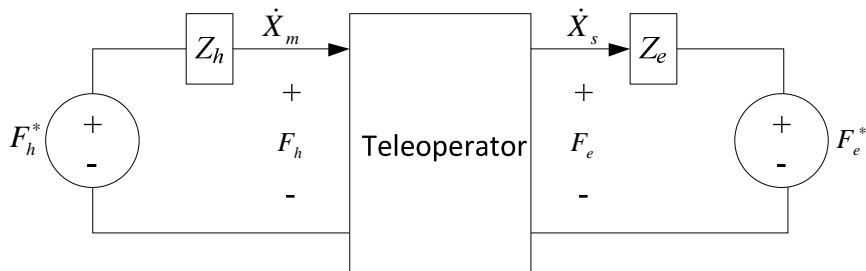 Ẋ_m
Ẋ_s
Z_h
Z_e
+
+
F_h^*
+
-
F_h
Teleoperator
F_e
+
-
F_e^*
-
-